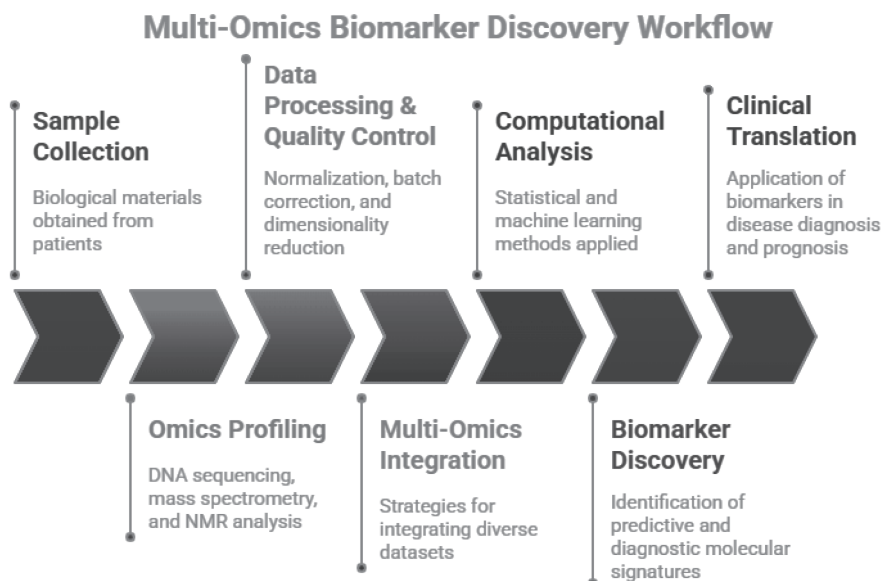 Multi-Omics Biomarker Discovery Workflow
Sample
Collection
Biological materials
obtained from
patients
Omics Profiling
DNA sequencing,
mass spectrometry,
and NMR analysis
Data
Processing &
Quality Control
Normalization, batch
correction, and
dimensionality
reduction
Multi-Omics
Integration
Strategies for
integrating diverse
datasets
Computational
Analysis
Statistical and
machine learning
methods applied
Biomarker
Discovery
Identification of
predictive and
diagnostic molecular
signatures
Clinical
Translation
Application of
biomarkers in
disease diagnosis
and prognosis